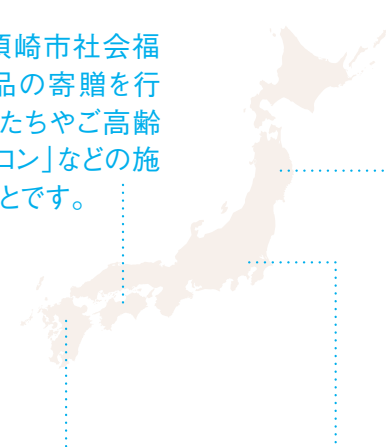 須崎市社会福
品の寄贈を行
たちやご高齢
コン」などの施
とです。